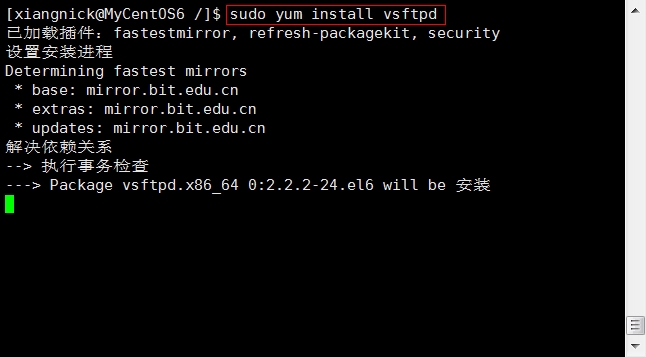 [xiangnick@MyCentOS6 /]$ sudo yum install vsftpd
已加载插件：fastestmirror, refresh-packagekit, security
设置安装进程
Determining fastest mirrors
 * base: mirror.bit.edu.cn
 * extras: mirror.bit.edu.cn
 * updates: mirror.bit.edu.cn
解决依赖关系
--> 执行事务检查
---> Package vsftpd.x86_64 0:2.2.2-24.el6 will be 安装